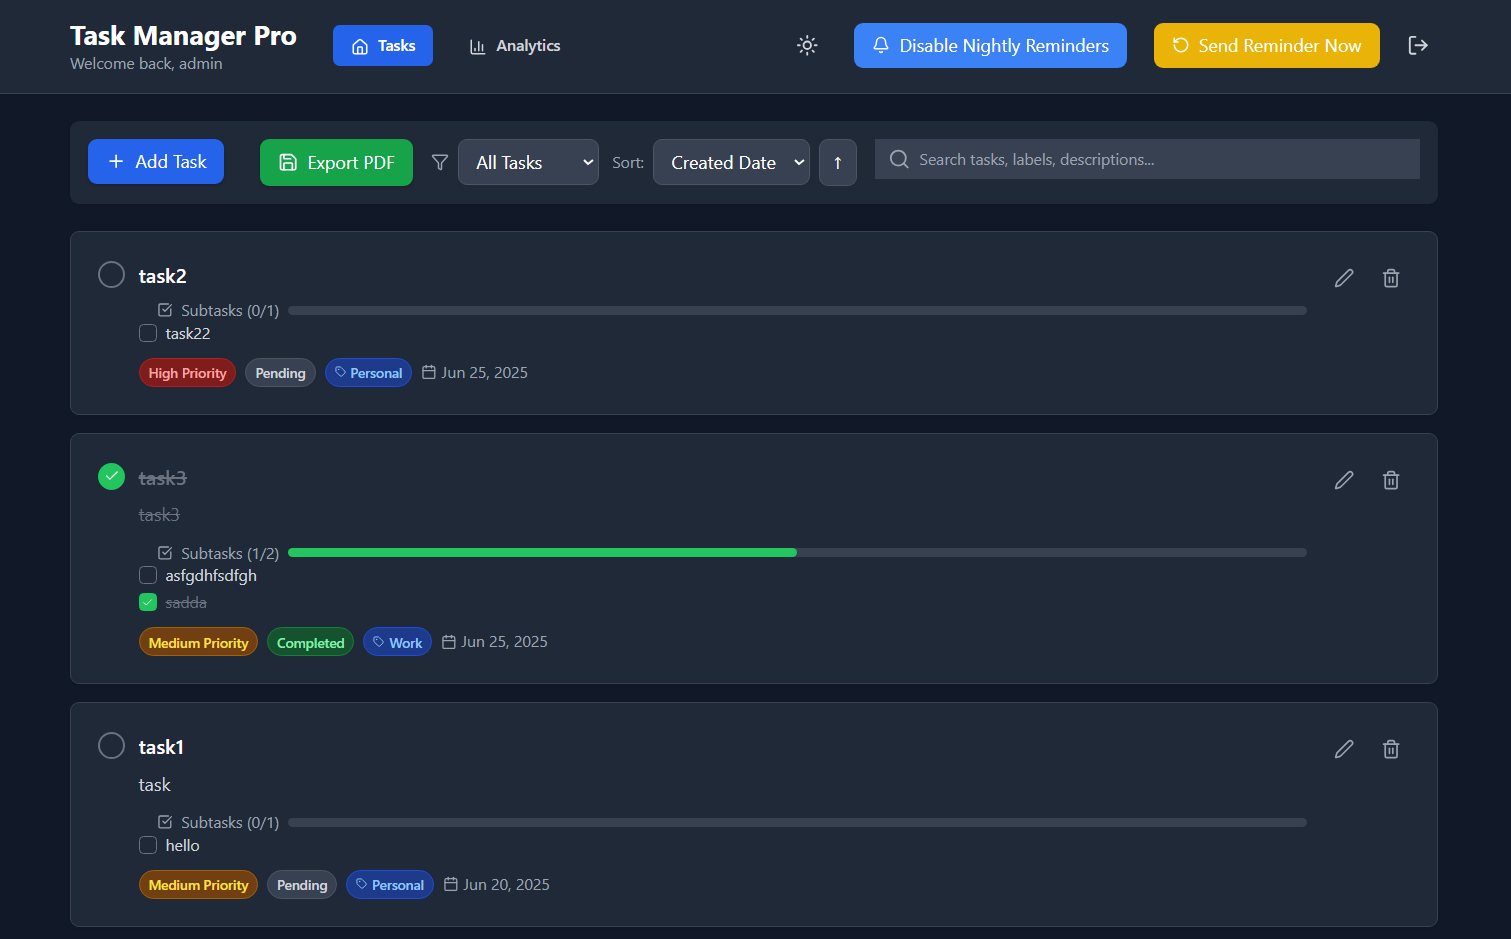 Task Manager Pro
Welcome back, admin
Tasks
Analytics
Disable Nightly Reminders
Send Reminder Now
Add Task
Export PDF
All Tasks
Sort:
Created Date
↑
Search tasks, labels, descriptions...
task2
Subtasks (0/1)
task22
High Priority
Pending
Personal
Jun 25, 2025
task3
task3
Subtasks (1/2)
asfgdhfsdfgh
sadda
Medium Priority
Completed
Work
Jun 25, 2025
task1
task
Subtasks (0/1)
hello
Medium Priority
Pending
Personal
Jun 20, 2025